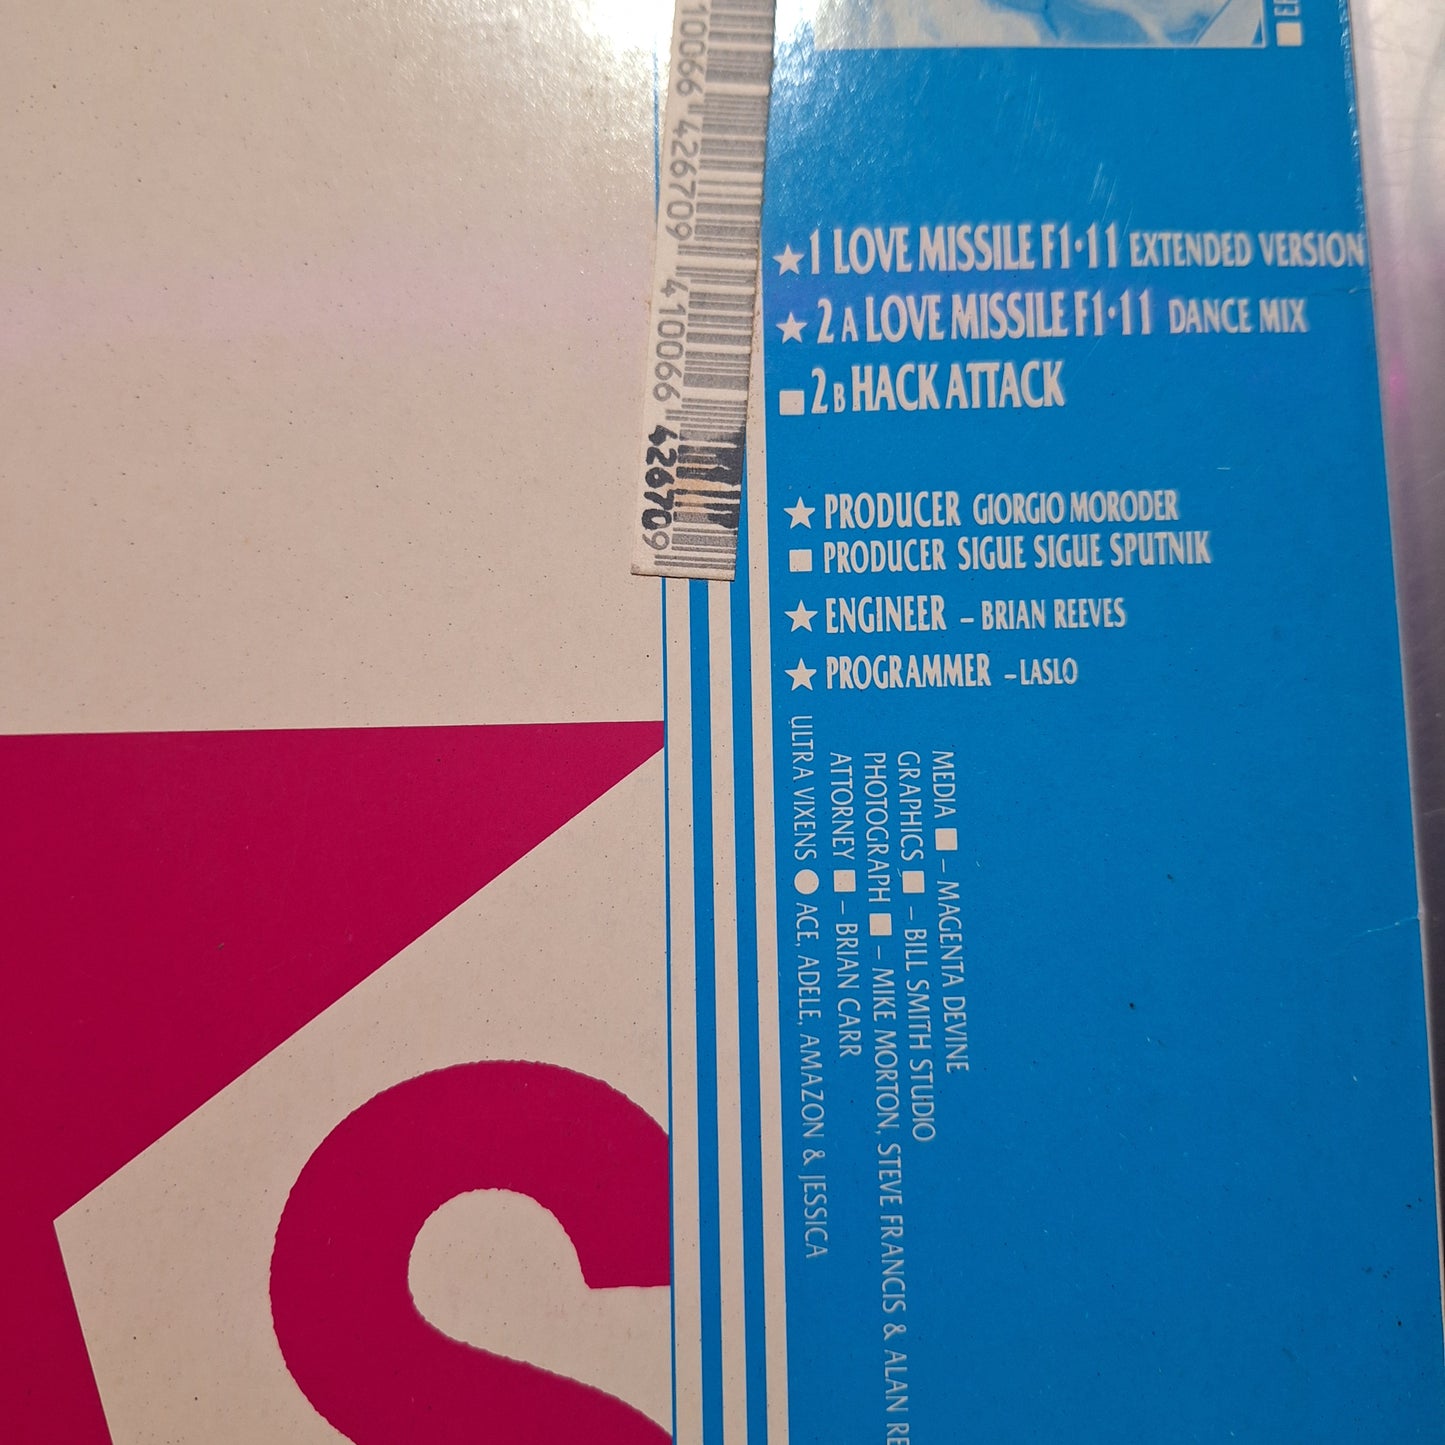 10066 426709 410066 426709
★ 1 LOVE MISSILE F1·11 EXTENDED VERSION
★ 2 A LOVE MISSILE F1·11 DANCE MIX
■ 2 B HACK ATTACK
★ PRODUCER GIORGIO MORODER
■ PRODUCER SIGUE SIGUE SPUTNIK
★ ENGINEER – BRIAN REEVES
★ PROGRAMMER – LASLO
MEDIA ■ – MAGENTA DEVINE
GRAPHICS ■ – BILL SMITH STUDIO
PHOTOGRAPH ■ – MIKE MORTON, STEVE FRANCIS & ALAN RE
ATTORNEY ■ – BRIAN CARR
ULTRA VIXENS ● ACE, ADELE, AMAZON & JESSICA
S